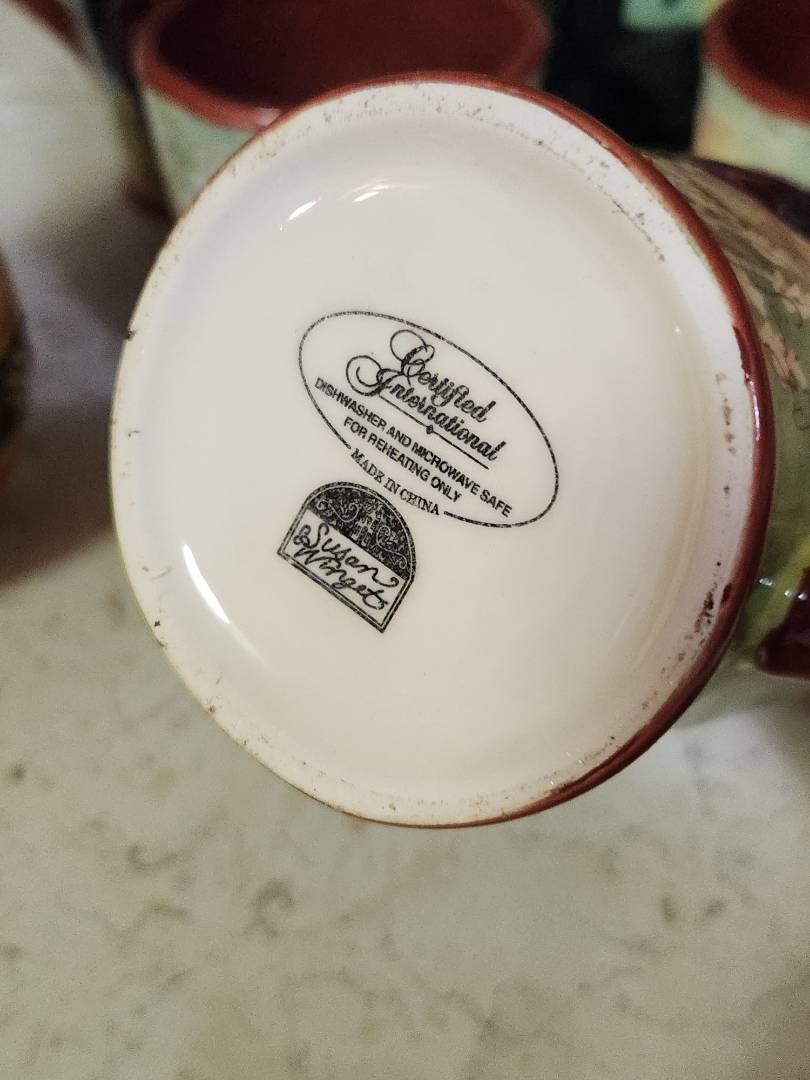 Certified
International
DISHWASHER AND MICROWAVE SAFE
FOR REHEATING ONLY
MADE IN CHINA
Susan
Winget